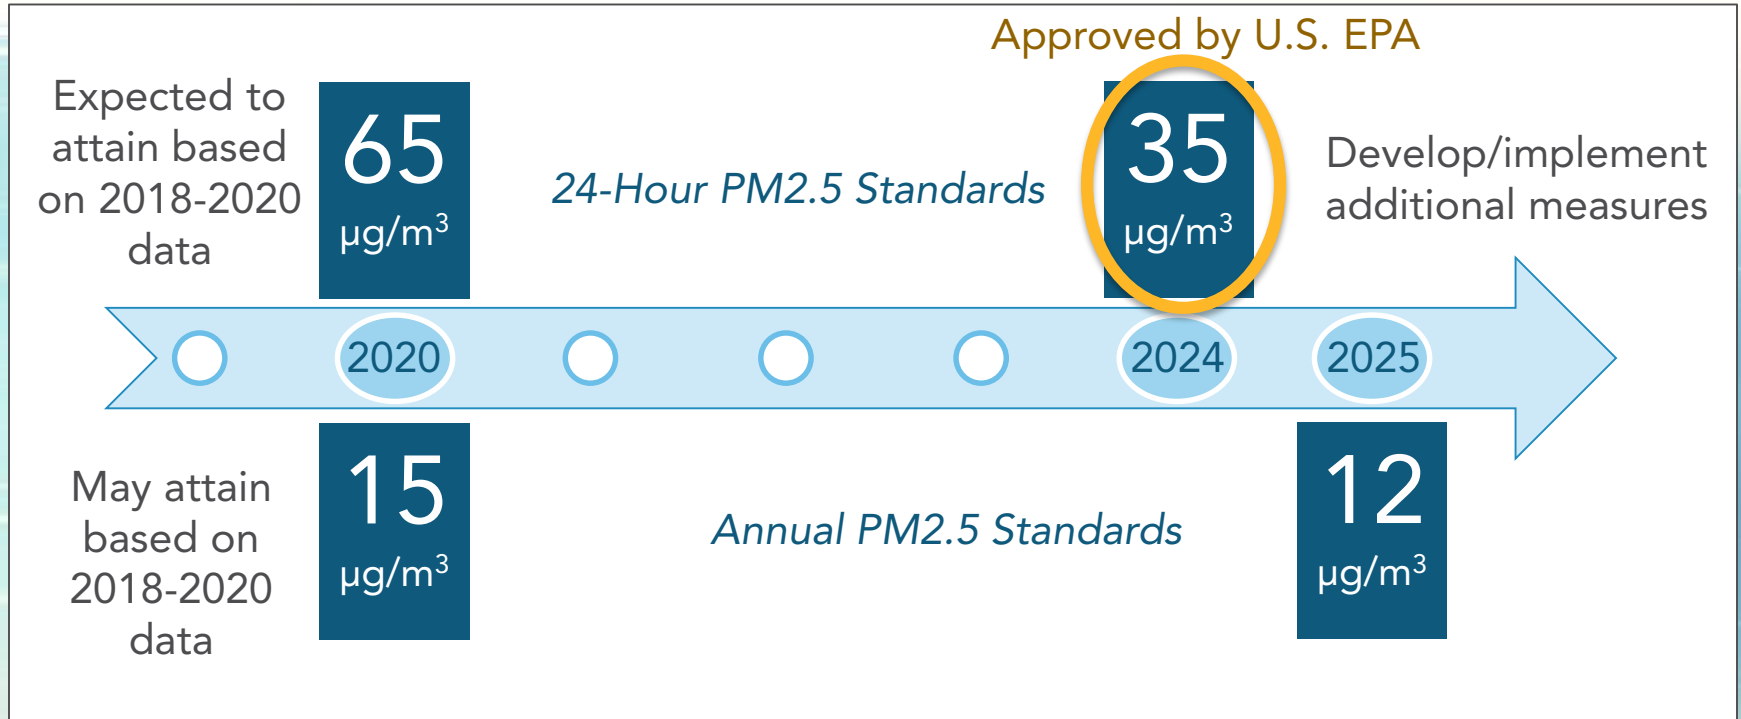 Approved by U.S. EPA
Expected to
attain based
on 2018-2020
data
65
µg/m³
24-Hour PM2.5 Standards
35
µg/m³
Develop/implement
additional measures
2020
2024
2025
May attain
based on
2018-2020
data
15
µg/m³
Annual PM2.5 Standards
12
µg/m³